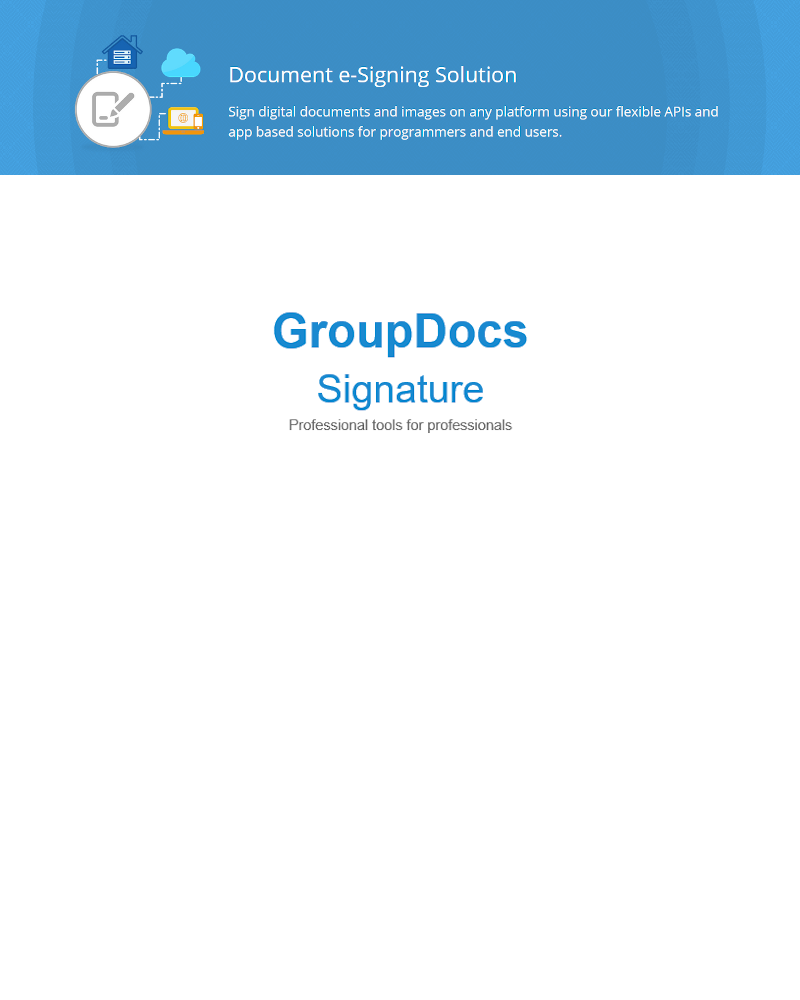 Document e-Signing Solution
Sign digital documents and images on any platform using our flexible APIs and
app based solutions for programmers and end users.
GroupDocs
Signature
Professional tools for professionals